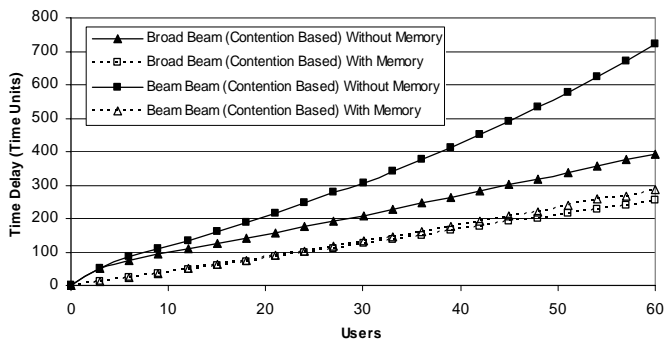 800
700
600
500
400
300
200
100
0
Time Delay (Time Units)
Broad Beam (Contention Based) Without Memory
Broad Beam (Contention Based) With Memory
Beam Beam (Contention Based) Without Memory
Beam Beam (Contention Based) With Memory
0 10 20 30 40 50 60
Users